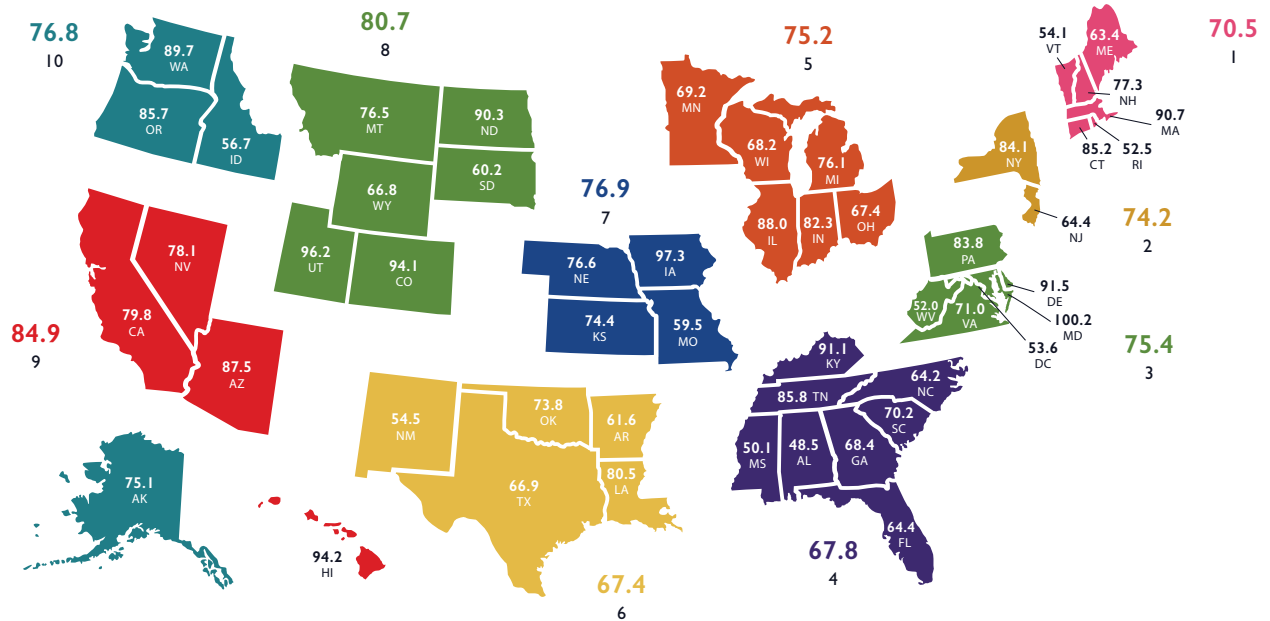 76.8
10
89.7
WA
85.7
OR
56.7
ID
80.7
8
76.5
MT
90.3
ND
60.2
SD
66.8
WY
96.2
UT
94.1
CO
75.2
5
69.2
MN
68.2
WI
76.1
MI
88.0
IL
82.3
IN
67.4
OH
70.5
1
54.1
VT
63.4
ME
77.3
NH
90.7
MA
85.2
CT
52.5
RI
84.1
NY
64.4
NJ
74.2
2
84.9
9
78.1
NV
79.8
CA
87.5
AZ
76.9
7
76.6
NE
97.3
IA
74.4
KS
59.5
MO
83.8
PA
91.5
DE
100.2
MD
53.6
DC
52.0
WV
71.0
VA
75.4
3
75.1
AK
94.2
HI
54.5
NM
73.8
OK
61.6
AR
66.9
TX
80.5
LA
67.4
6
91.1
KY
85.8 TN
64.2
NC
70.2
SC
50.1
MS
48.5
AL
68.4
GA
64.4
FL
67.8
4